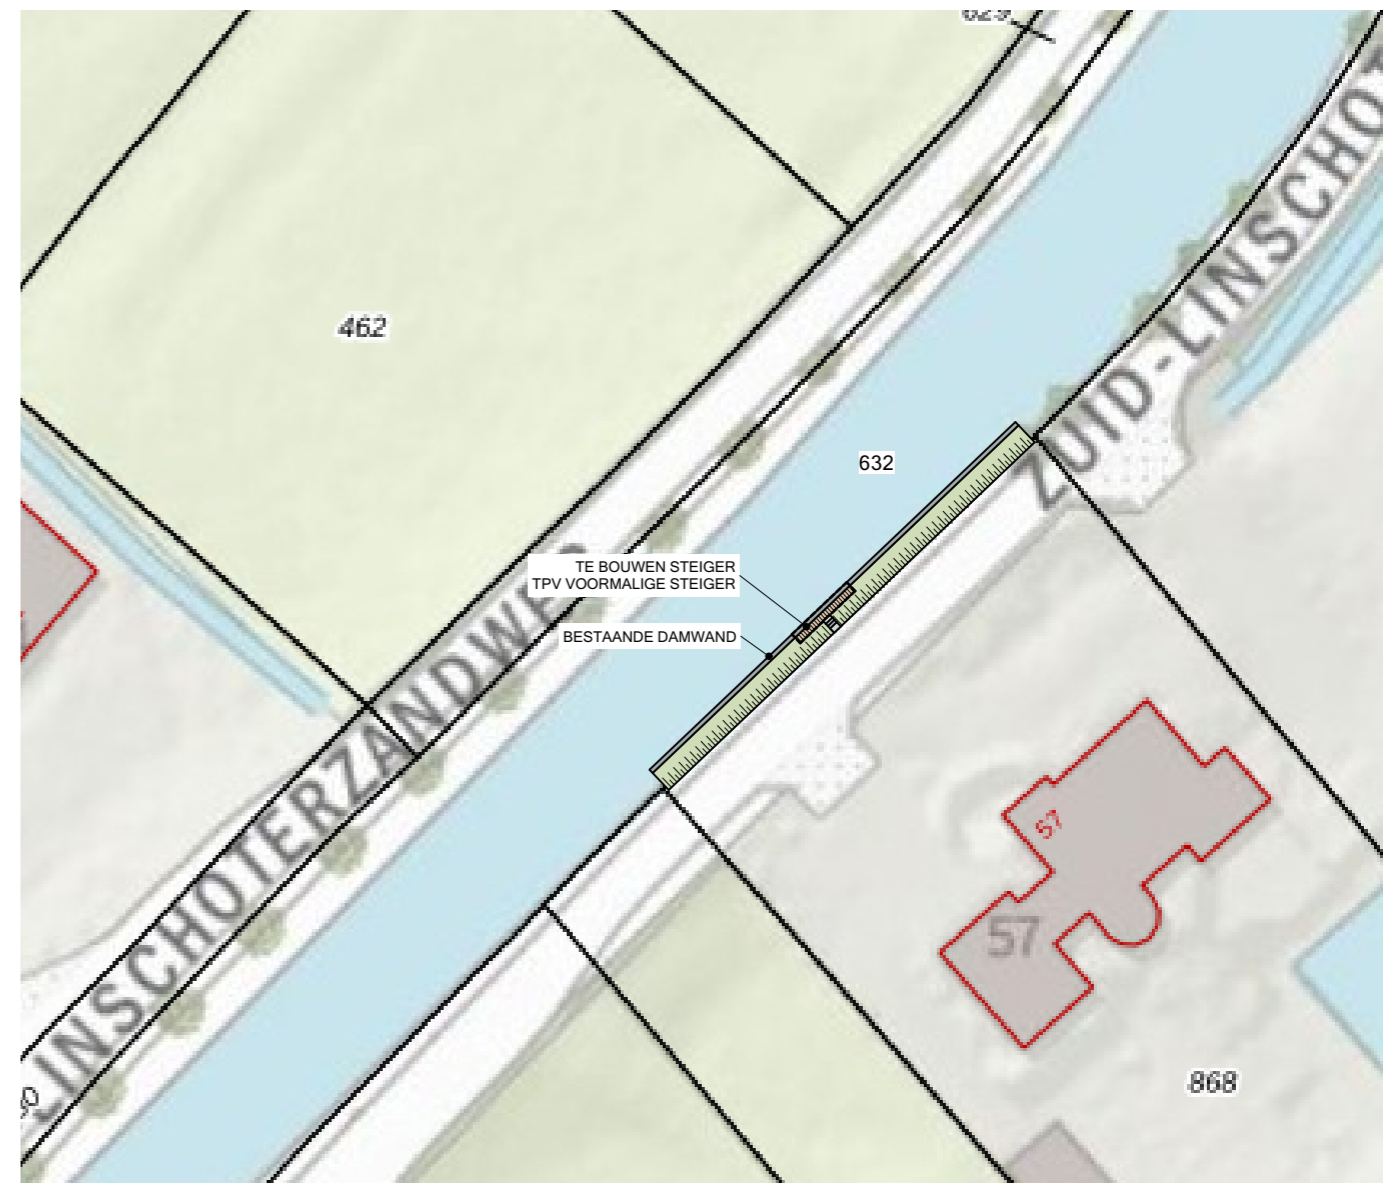 462
632
TE BOUWEN STEIGER
TPV VOORMALIGE STEIGER
BESTAANDE DAMWAND
LINSCHOTERZANDWEG
ZUID-LINSCHOT
57
57
868